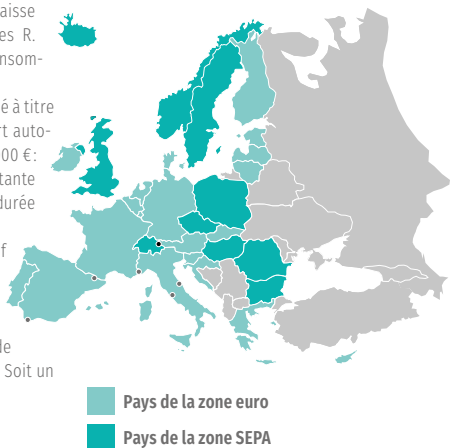 aisse
es R.
nsom-
é à titre
rt auto-
00 € :
tante
durée
f
de
Soit un
Pays de la zone euro
Pays de la zone SEPA